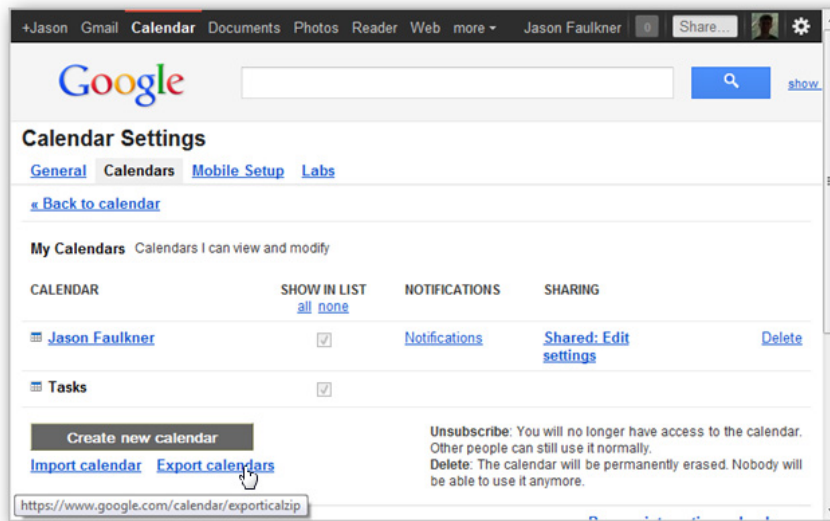 +Jason Gmail Calendar Documents Photos Reader Web more Jason Faulkner 0 Share...
Google
show
Calendar Settings
General Calendars Mobile Setup Labs
« Back to calendar
My Calendars Calendars I can view and modify
CALENDAR SHOW IN LIST NOTIFICATIONS SHARING
all none
Jason Faulkner Notifications Shared: Edit settings Delete
Tasks
Create new calendar
Import calendar Export calendars
Unsubscribe: You will no longer have access to the calendar.
Other people can still use it normally.
Delete: The calendar will be permanently erased. Nobody will
be able to use it anymore.
https://www.google.com/calendar/exporticalzip